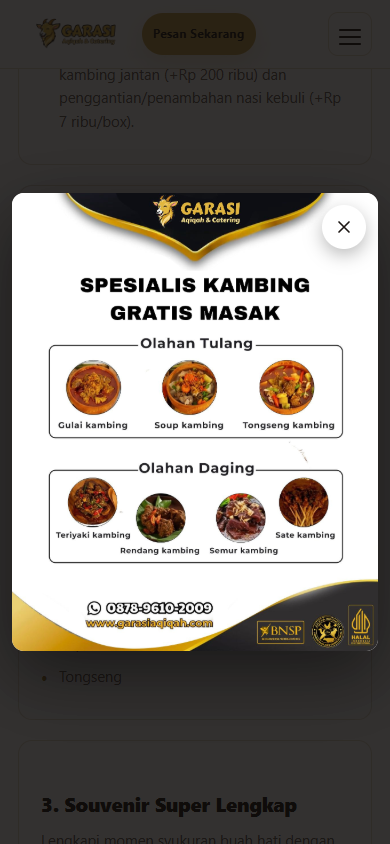 GARASI
Aqiqah & Catering
Pesan Sekarang
kambing jantan (+Rp 200 ribu) dan
penggantian/penambahan nasi kebuli (+Rp
7 ribu/box).
GARASI
Aqiqah & Catering
SPESIALIS KAMBING
GRATIS MASAK
Olahan Tulang
Gulai kambing
Soup kambing
Tongseng kambing
Olahan Daging
Teriyaki kambing
Rendang kambing
Semur kambing
Sate kambing
0878-9610-2009
www.garasiaqiqah.com
BNSP
HALAL
INDONESIA
• Tongseng
3. Souvenir Super Lengkap
Lengkapi momen syukuran buah hati dengan